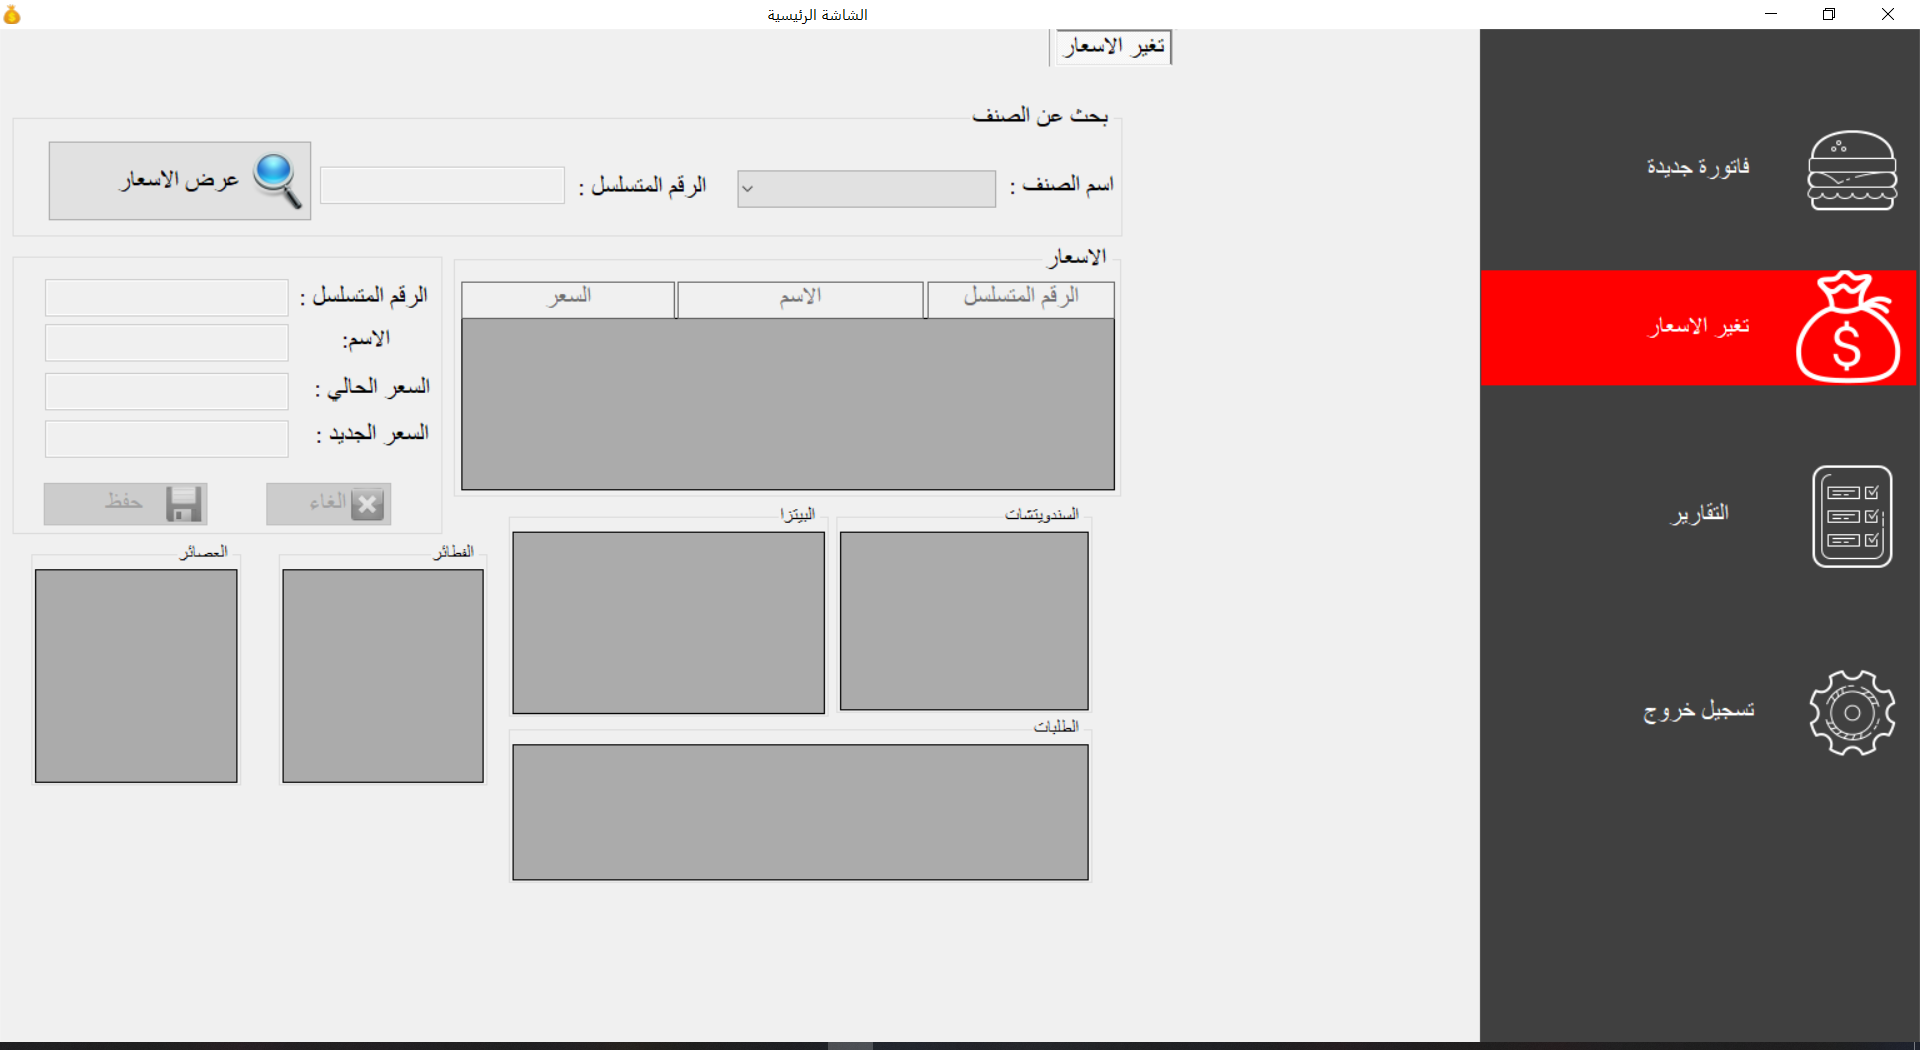 الشاشة الرئيسية
تغير الاسعار
بحث عن الصنف
اسم الصنف :
الرقم المتسلسل :
عرض الاسعار
الاسعار
الرقم المتسلسل
الاسم
السعر
الرقم المتسلسل :
الاسم:
السعر الحالي :
السعر الجديد :
الغاء
حفظ
السندويتشات
البيتزا
الفطائر
العصائر
الطلبات
فاتورة جديدة
تغير الاسعار
$
التقارير
تسجيل خروج